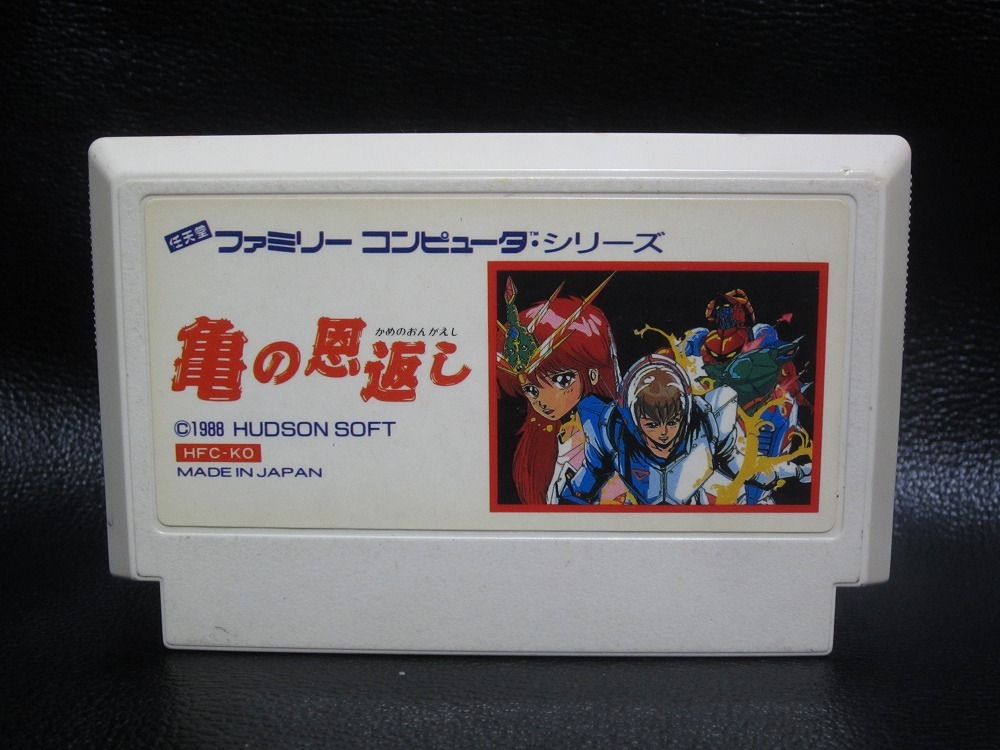 任天堂 ファミリー コンピュータ™・シリーズ
かめのおんがえし
亀の恩返し
©1988 HUDSON SOFT
HFC-KO
MADE IN JAPAN